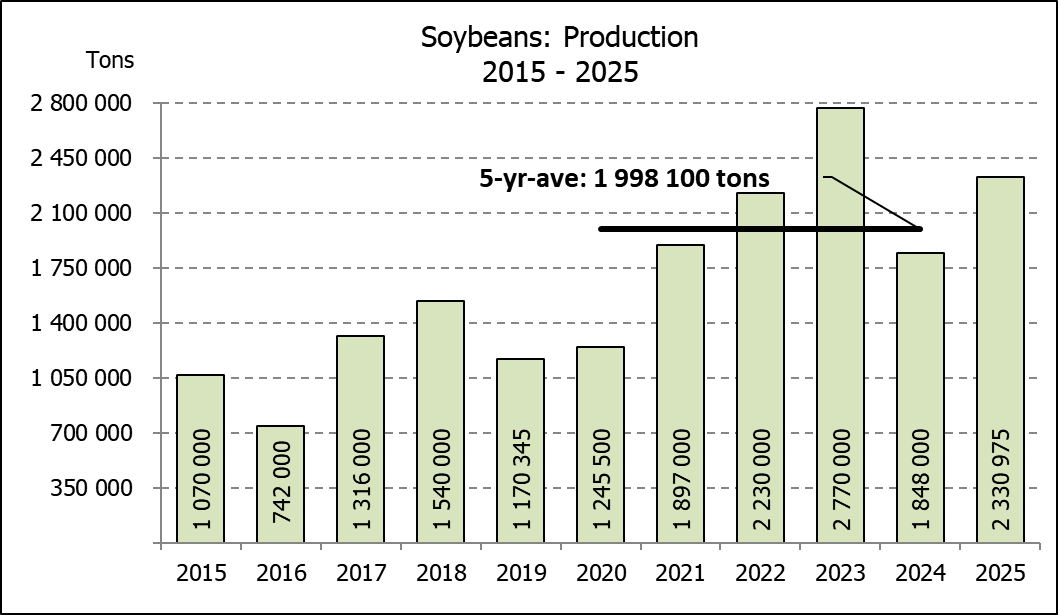 Soybeans: Production
2015 - 2025
Tons
2 800 000
2 450 000
2 100 000
1 750 000
1 400 000
1 050 000
700 000
350 000
5-yr-ave: 1 998 100 tons
1 070 000
742 000
1 316 000
1 540 000
1 170 345
1 245 500
1 897 000
2 230 000
2 770 000
1 848 000
2 330 975
2015 2016 2017 2018 2019 2020 2021 2022 2023 2024 2025